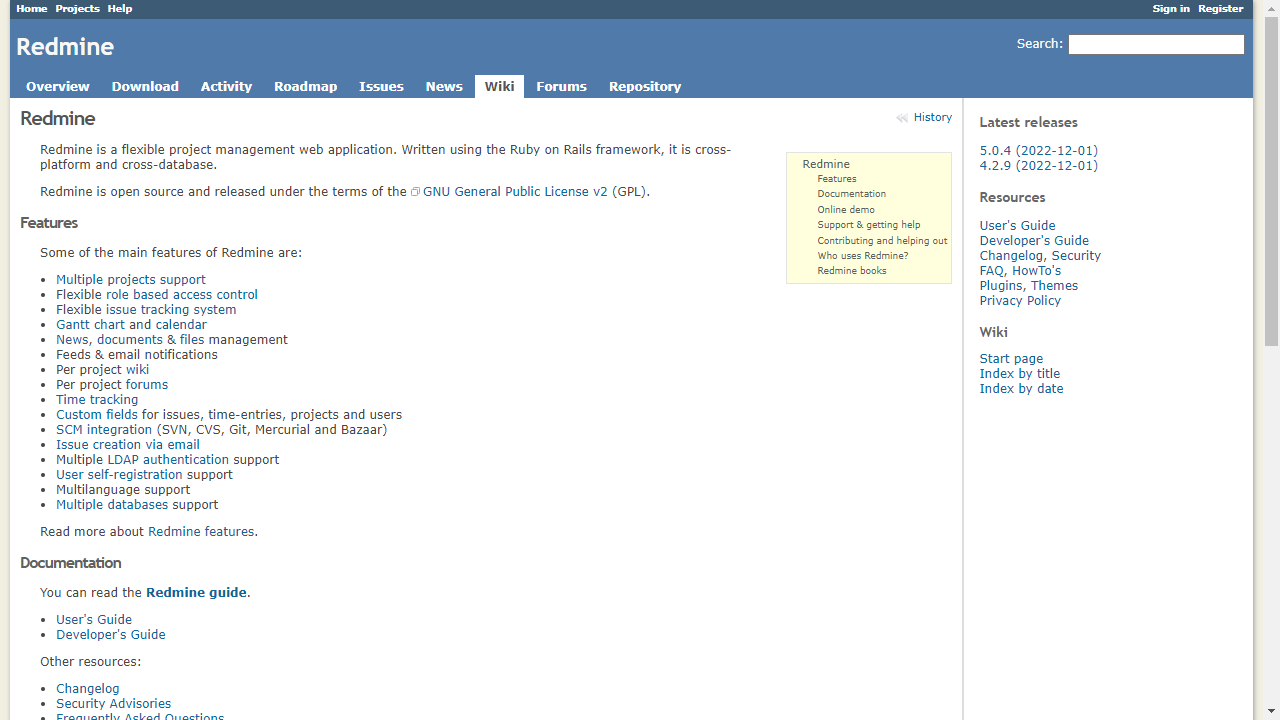 Home Projects Help Sign in Register
Redmine
Search:
Overview Download Activity Roadmap Issues News Wiki Forums Repository
Redmine
History
Redmine is a flexible project management web application. Written using the Ruby on Rails framework, it is cross-
platform and cross-database.
Redmine is open source and released under the terms of the GNU General Public License v2 (GPL).
Redmine
Features
Documentation
Online demo
Support & getting help
Contributing and helping out
Who uses Redmine?
Redmine books
Features
Some of the main features of Redmine are:
• Multiple projects support
• Flexible role based access control
• Flexible issue tracking system
• Gantt chart and calendar
• News, documents & files management
• Feeds & email notifications
• Per project wiki
• Per project forums
• Time tracking
• Custom fields for issues, time-entries, projects and users
• SCM integration (SVN, CVS, Git, Mercurial and Bazaar)
• Issue creation via email
• Multiple LDAP authentication support
• User self-registration support
• Multilanguage support
• Multiple databases support
Read more about Redmine features.
Documentation
You can read the Redmine guide.
• User's Guide
• Developer's Guide
Other resources:
• Changelog
• Security Advisories
• Frequently Asked Questions
Latest releases
5.0.4 (2022-12-01)
4.2.9 (2022-12-01)
Resources
User's Guide
Developer's Guide
Changelog, Security
FAQ, HowTo's
Plugins, Themes
Privacy Policy
Wiki
Start page
Index by title
Index by date